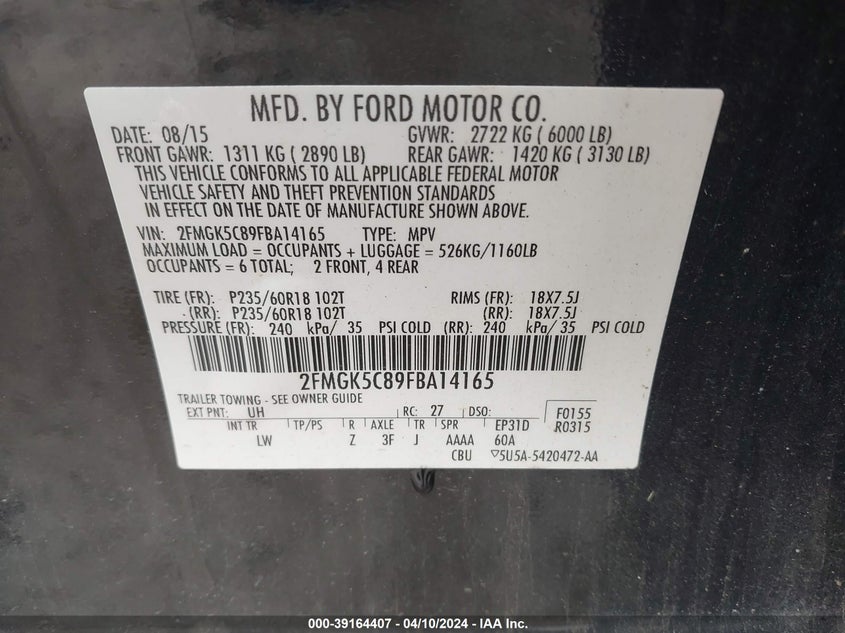 MFD. BY FORD MOTOR CO.
DATE: 08/15 GVWR: 2722 KG ( 6000 LB)
FRONT GAWR: 1311 KG ( 2890 LB) REAR GAWR: 1420 KG ( 3130 LB)
THIS VEHICLE CONFORMS TO ALL APPLICABLE FEDERAL MOTOR
VEHICLE SAFETY AND THEFT PREVENTION STANDARDS
IN EFFECT ON THE DATE OF MANUFACTURE SHOWN ABOVE.
VIN: 2FMGK5C89FBA14165 TYPE: MPV
MAXIMUM LOAD = OCCUPANTS + LUGGAGE = 526KG/1160LB
OCCUPANTS = 6 TOTAL; 2 FRONT, 4 REAR
TIRE (FR): P235/60R18 102T RIMS (FR): 18X7.5J
(RR): P235/60R18 102T (RR): 18X7.5J
PRESSURE (FR): 240 kPa/ 35 PSI COLD (RR): 240 kPa/ 35 PSI COLD
2FMGK5C89FBA14165
TRAILER TOWING - SEE OWNER GUIDE
EXT PNT: UH RC: 27 DSO: F0155
INT TR TP/PS R AXLE TR SPR EP31D R0315
LW Z 3F J AAAA 60A
CBU ▽5U5A-5420472-AA
000-39164407 - 04/10/2024 - IAA Inc.